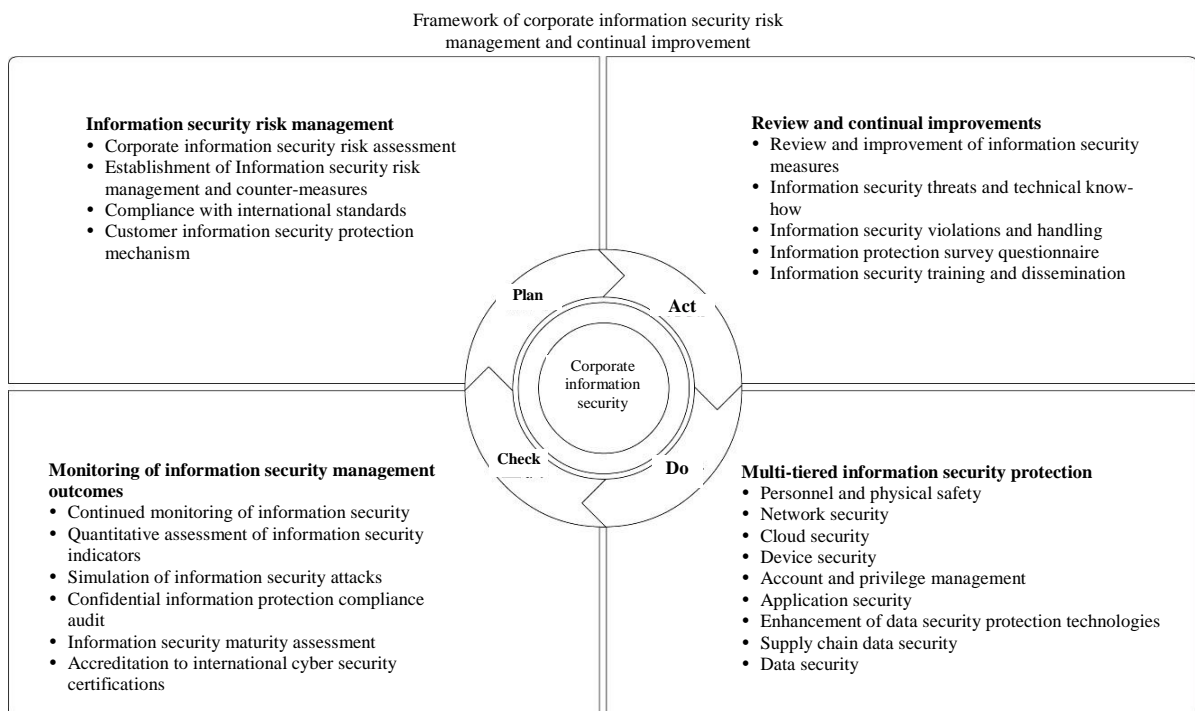 Framework of corporate information security risk
management and continual improvement
Information security risk management
• Corporate information security risk assessment
• Establishment of Information security risk
management and counter-measures
• Compliance with international standards
• Customer information security protection
mechanism
Review and continual improvements
• Review and improvement of information security
measures
• Information security threats and technical know-
how
• Information security violations and handling
• Information protection survey questionnaire
• Information security training and dissemination
Plan
Act
Corporate
information
security
Check
Do
Monitoring of information security management
outcomes
• Continued monitoring of information security
• Quantitative assessment of information security
indicators
• Simulation of information security attacks
• Confidential information protection compliance
audit
• Information security maturity assessment
• Accreditation to international cyber security
certifications
Multi-tiered information security protection
• Personnel and physical safety
• Network security
• Cloud security
• Device security
• Account and privilege management
• Application security
• Enhancement of data security protection technologies
• Supply chain data security
• Data security